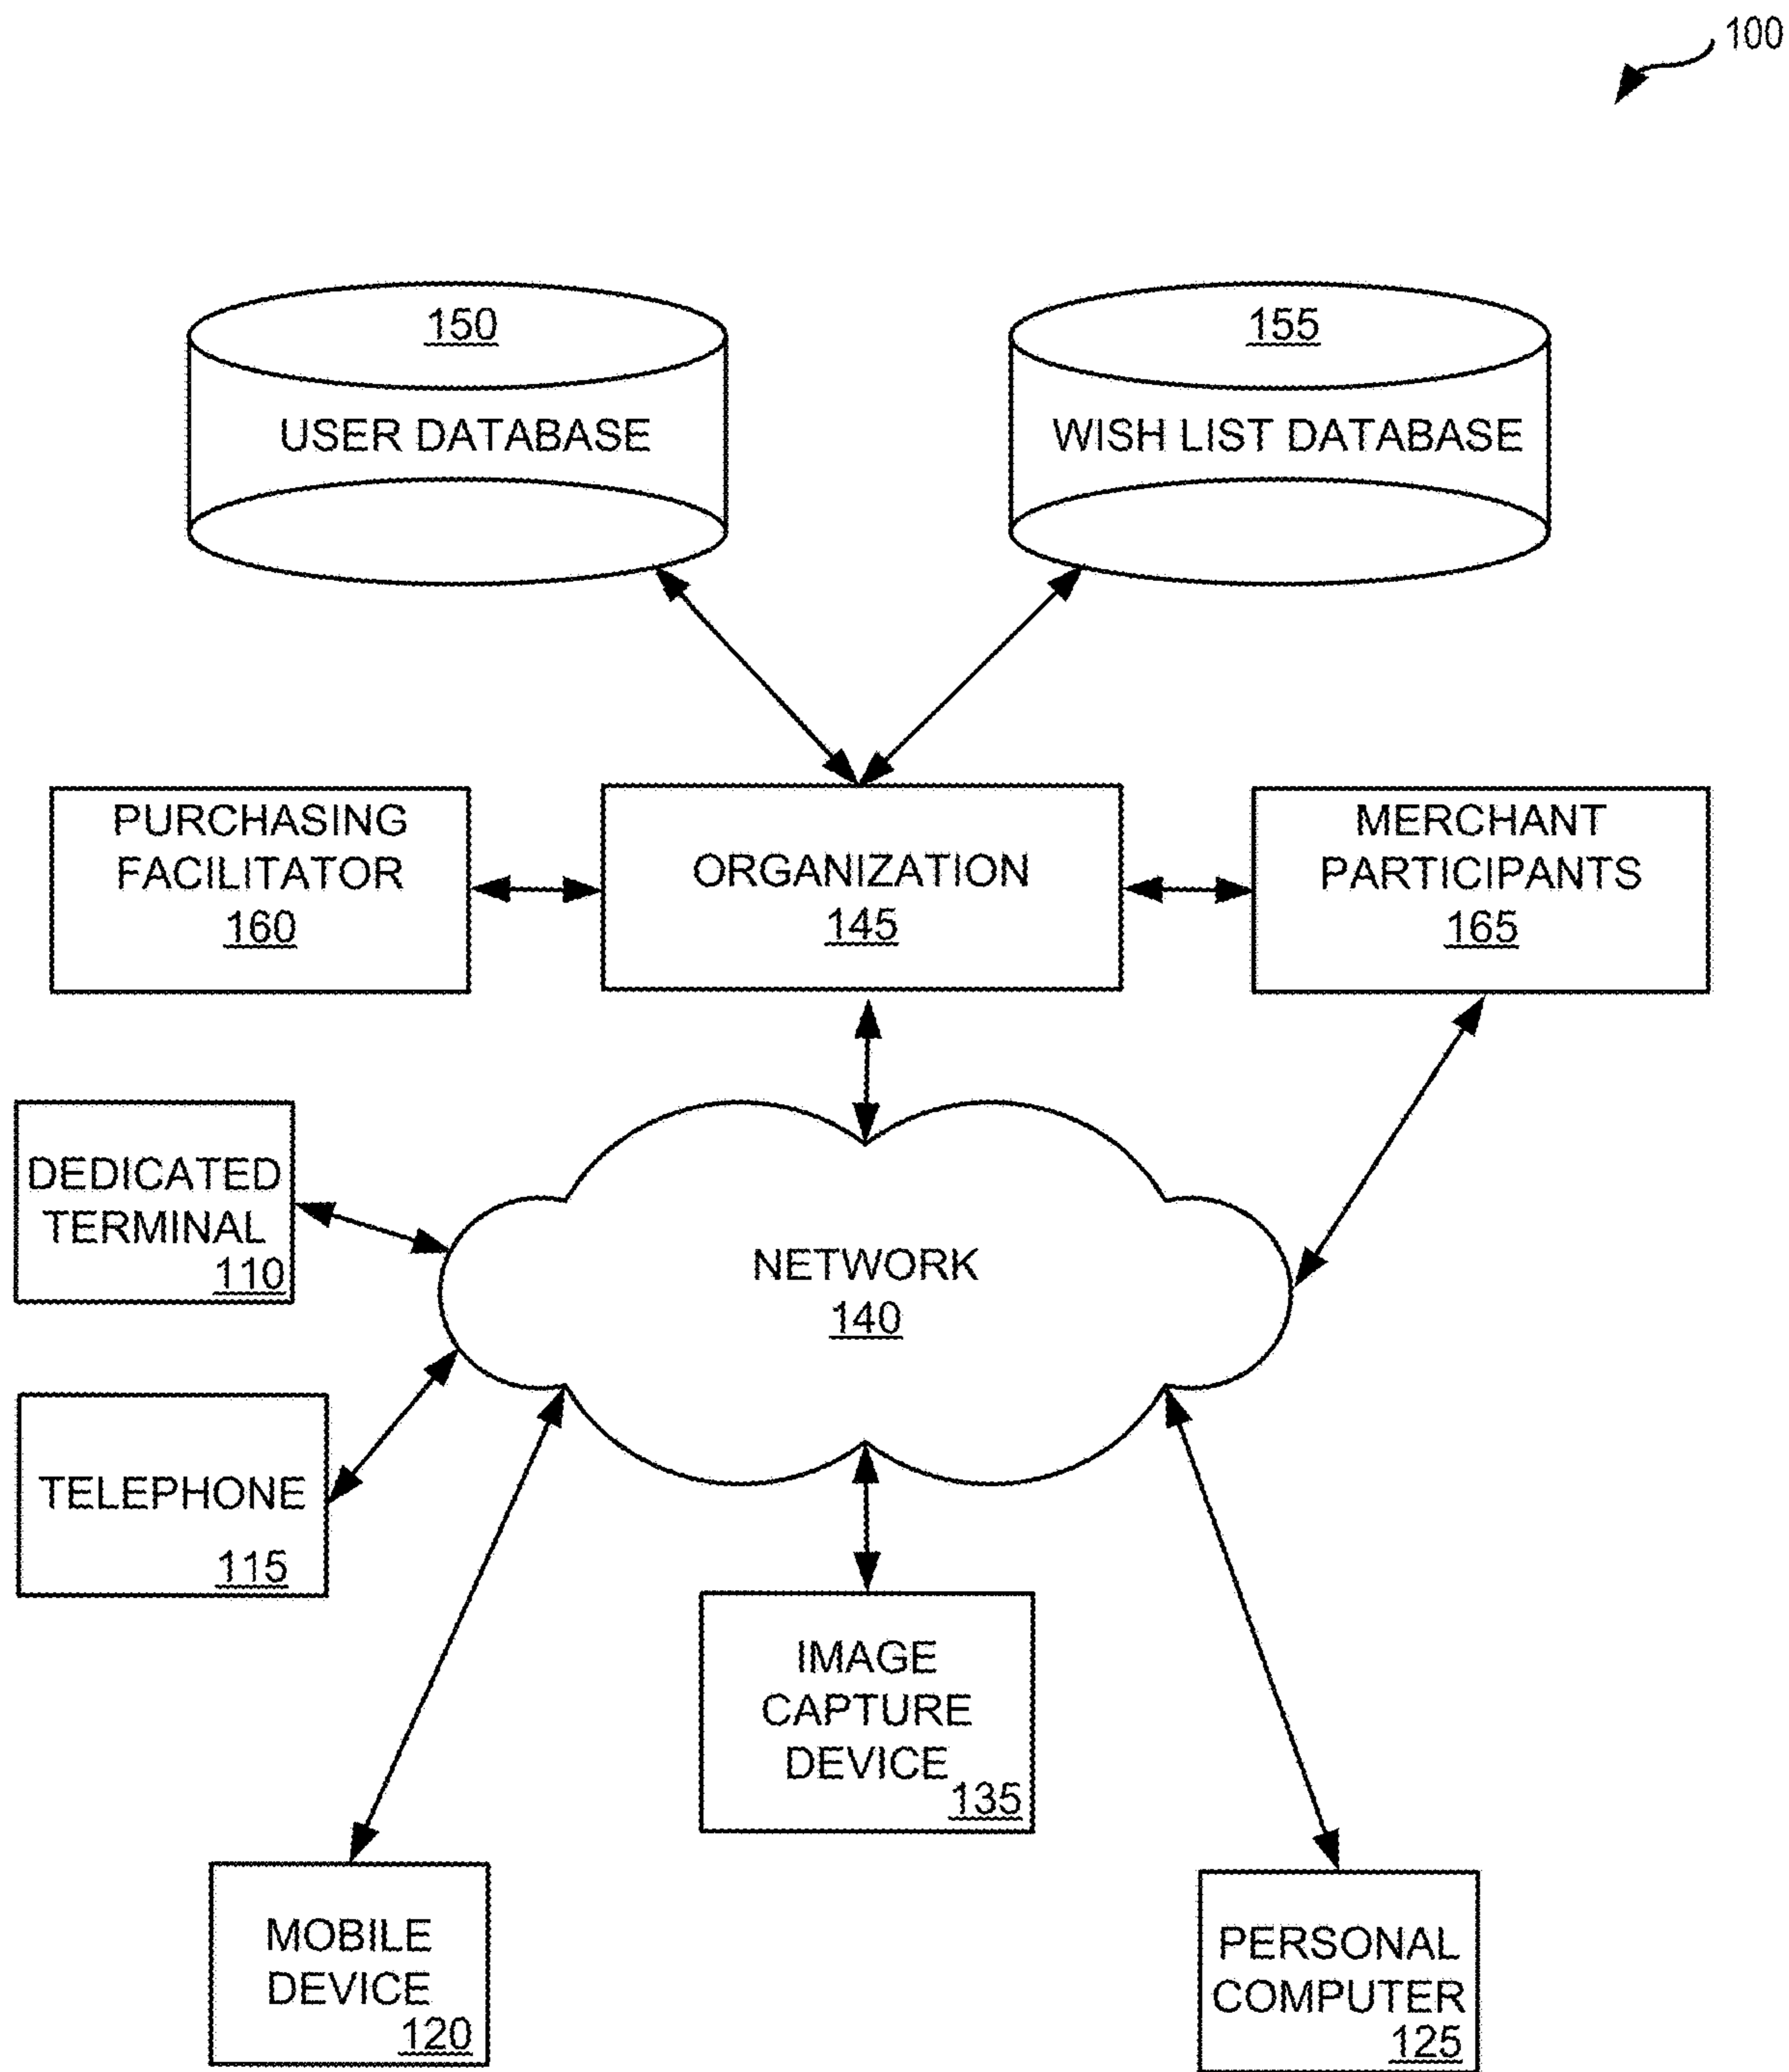 100
150
USER DATABASE
155
WISH LIST DATABASE
PURCHASING
FACILITATOR
160
ORGANIZATION
145
MERCHANT
PARTICIPANTS
165
DEDICATED
TERMINAL
110
NETWORK
140
TELEPHONE
115
IMAGE
CAPTURE
DEVICE
135
MOBILE
DEVICE
120
PERSONAL
COMPUTER
125